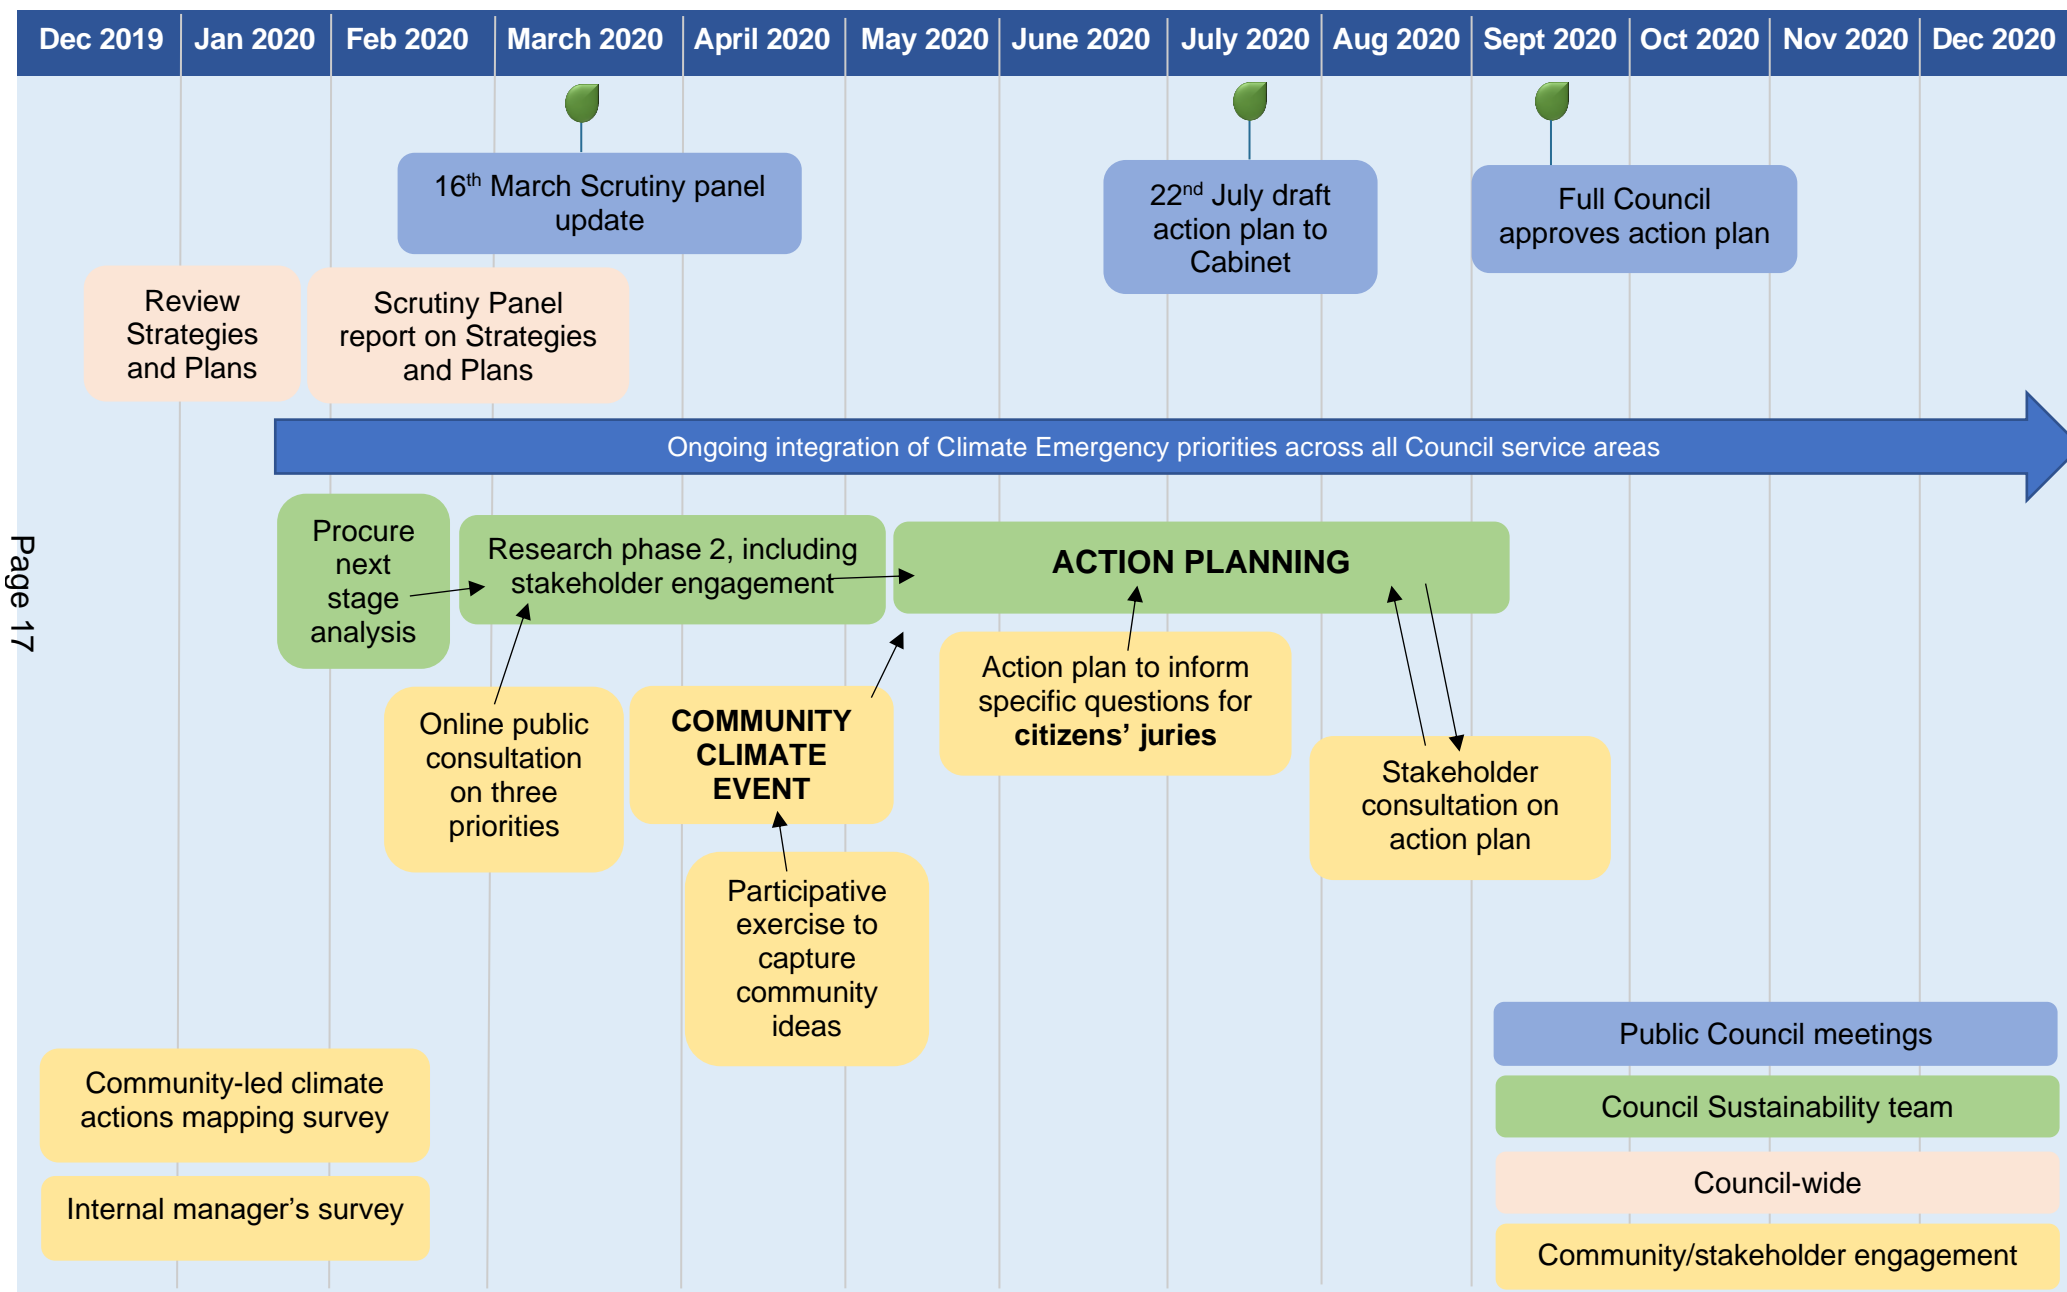 Dec 2019
Jan 2020
Feb 2020
March 2020
April 2020
May 2020
June 2020
July 2020
Aug 2020
Sept 2020
Oct 2020
Nov 2020
Dec 2020
16th March Scrutiny panel
update
22nd July draft
action plan to
Cabinet
Full Council
approves action plan
Review
Strategies
and Plans
Scrutiny Panel
report on Strategies
and Plans
Ongoing integration of Climate Emergency priorities across all Council service areas
Procure
next
stage
analysis
Research phase 2, including
stakeholder engagement
ACTION PLANNING
Online public
consultation
on three
priorities
COMMUNITY
CLIMATE
EVENT
Action plan to inform
specific questions for
citizens’ juries
Stakeholder
consultation on
action plan
Participative
exercise to
capture
community
ideas
Community-led climate
actions mapping survey
Internal manager’s survey
Public Council meetings
Council Sustainability team
Council-wide
Community/stakeholder engagement
Page 17